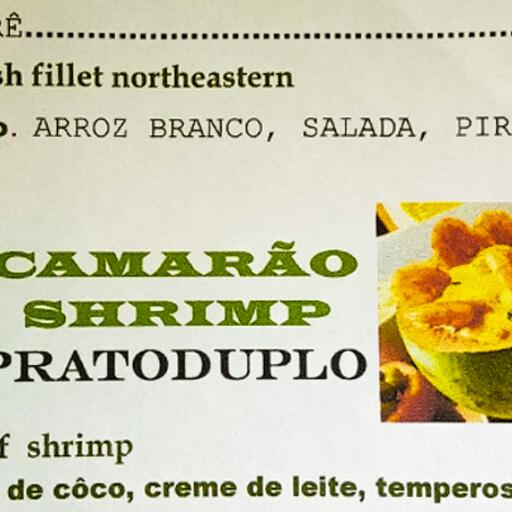 RÊ....................................................
sh fillet northeastern
o. ARROZ BRANCO, SALADA, PIR
CAMARÃO
SHRIMP
PRATODUPLO
f shrimp
de côco, creme de leite, temperos